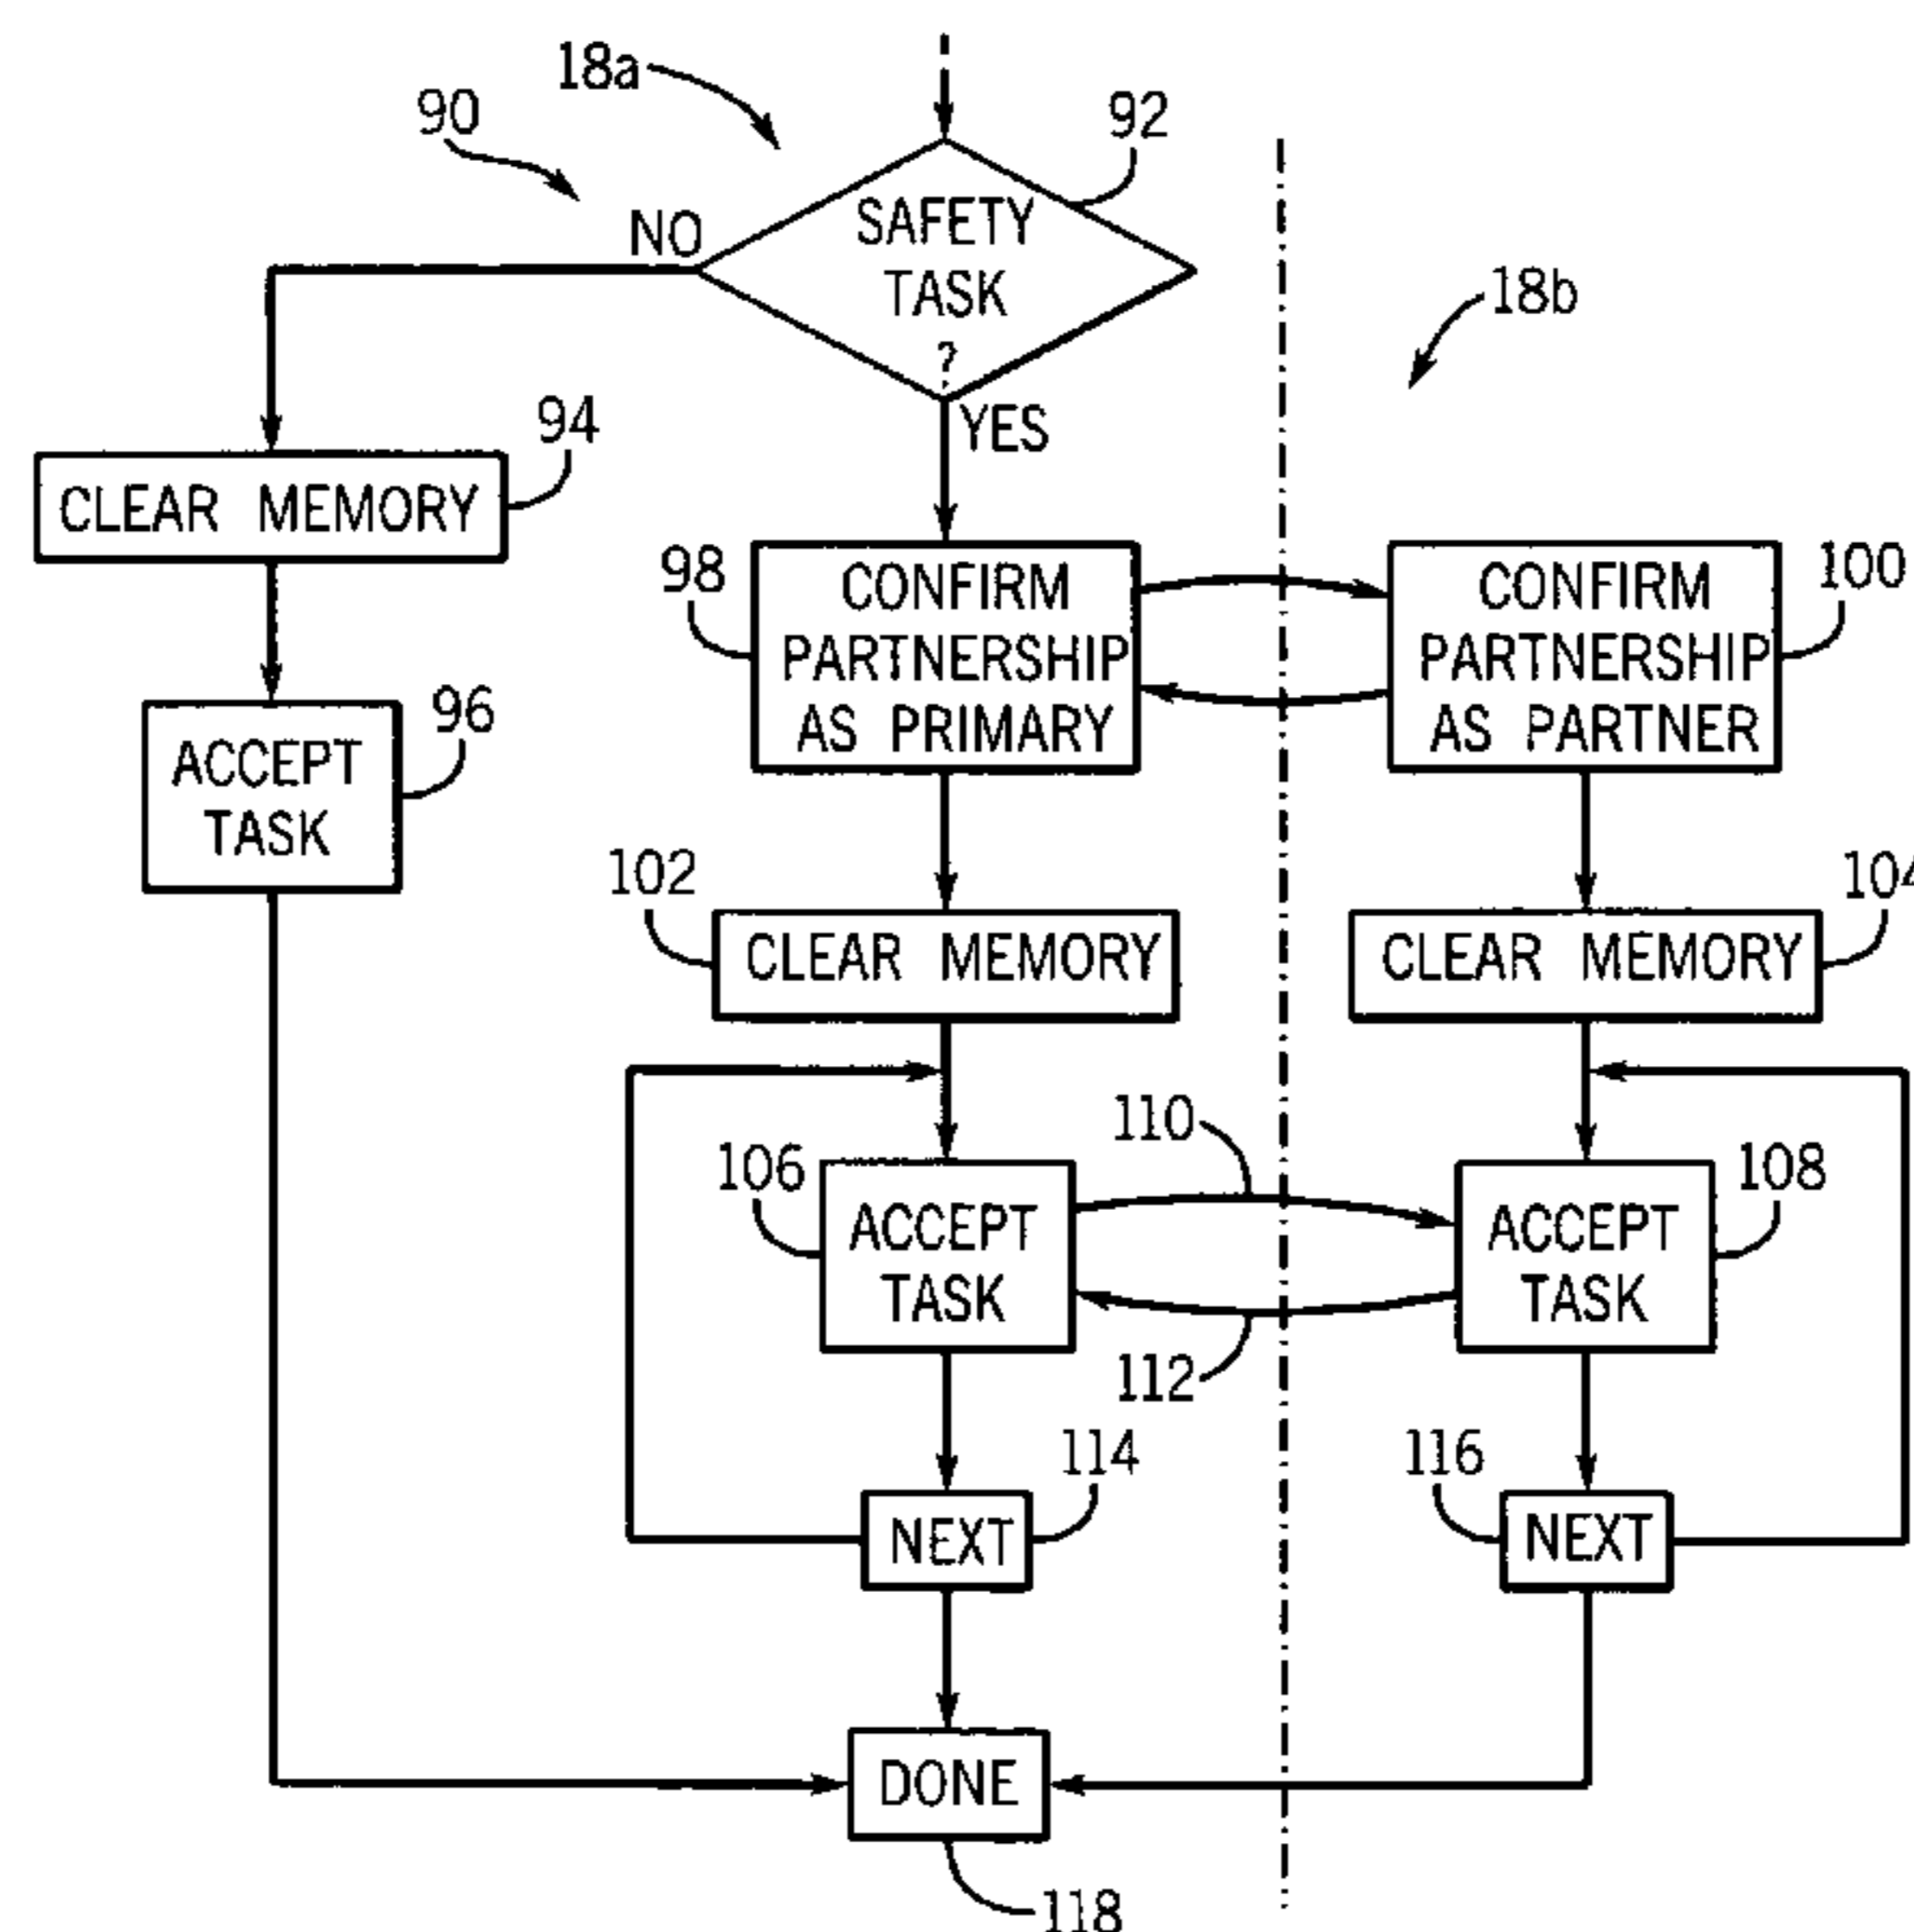 18a
90
92
NO
SAFETY
TASK
?
18b
YES
94
CLEAR MEMORY
98
CONFIRM
PARTNERSHIP
AS PRIMARY
CONFIRM
PARTNERSHIP
AS PARTNER
100
96
ACCEPT
TASK
102
104
CLEAR MEMORY
CLEAR MEMORY
110
106
ACCEPT
TASK
ACCEPT
TASK
108
112
114
116
NEXT
NEXT
DONE
118